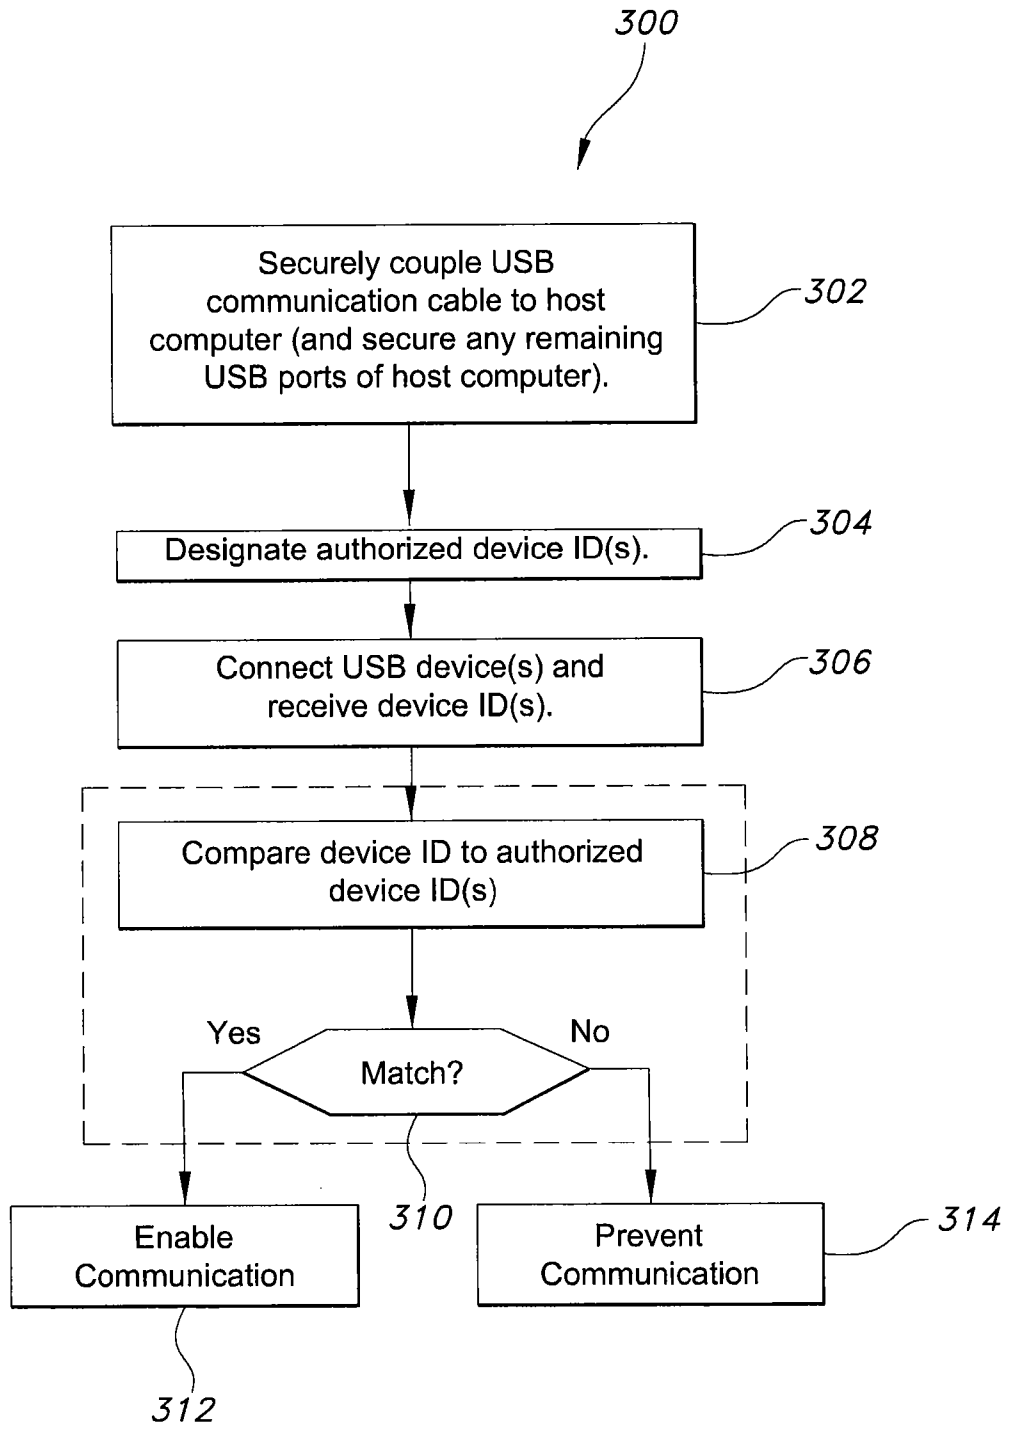 300
Securely couple USB
communication cable to host
computer (and secure any remaining
USB ports of host computer).
302
Designate authorized device ID(s).
304
Connect USB device(s) and
receive device ID(s).
306
Compare device ID to authorized
device ID(s)
308
Yes
No
Match?
310
Enable
Communication
312
Prevent
Communication
314